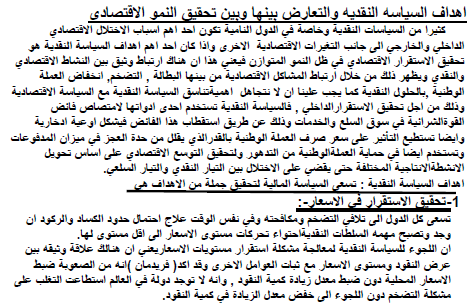 اهداف السياسه النقديه والتعارض بينها وبين تحقيق النمو الاقتصادى
كثيرا من السياسات النقدية وخاصة في الدول النامية تكون احد اهم اسباب الاختلال الاقتصادي
الداخلي والخارجي الى جانب التغيرات الاقتصادية الاخرى واذا كان احد اهم اهداف السياسة النقدية هو
تحقيق الاستقرار الاقتصادي في ظل النمو المتوازن فيعني هذا ان هناك ارتباط وثيق بين النشاط الاقتصادي
والنقدي ويظهر ذلك من خلال أرتباط المشاكل الاقتصادية من بينها البطالة , التضخم, انخفاض العملة
الوطنية ,بالحلول النقدية كما يجب علينا ان لا نتجاهل اهميةتناسق السياسة النقدية مع السياسة الاقتصادية
وذلك من اجل تحقيق الاستقرارالداخلي , فالسياسة النقدية تستخدم احدى ادواتها لامتصاص فائض
القوةالشرائية في سوق السلع والخدمات وذلك عن طريق استقطاب هذا الفائض فيشكل اوعية ادخارية
وايضا تستطيع التأثير على سعر صرف العملة الوطنية بالقدرالذي يقلل من حدة العجز في ميزان المدفوعات
وتستخدم ايضاً في حماية العملةالوطنية من التدهور ولتحقيق التوسع الاقتصادي على اساس تحويل
الانشطةالانتاجية المختلفة حتى يقضي على الاختلال بين التيار النقدي والتيار السلعي.
اهداف السياسة النقدية : تسعى السياسة المالية لتحقيق جملة من الاهداف هي
1-تحقيق الاستقرار في الاسعار:-
تسعى كل الدول الى تلافي التضخم ومكافحته وفي نفس الوقت علاج احتمال حدود الكساد والركود ان
وجد وتصبح مهمه السلطات النقديةاحتواء تحركات مستوى الاسعار الى اقل مستوى لها.
ان اللجوء للسياسة النقدية لمعالجة مشكلة استقرار مستويات الاسعاريعني ان هنالك علاقة وثيقه بين
عرض النقود ومستوى الاسعار مع ثبات العوامل الاخرى وقد اكد( فريدمان )انه من الصعوبة ضبط
الاسعار المحلية دون ضبط معدل زيادة كمية النقود , وانه لا توجد دولة في العالم استطاعت التغلب على
مشكلة التضخم دون اللجوء الى خفض معدل الزيادة في كمية النقود.